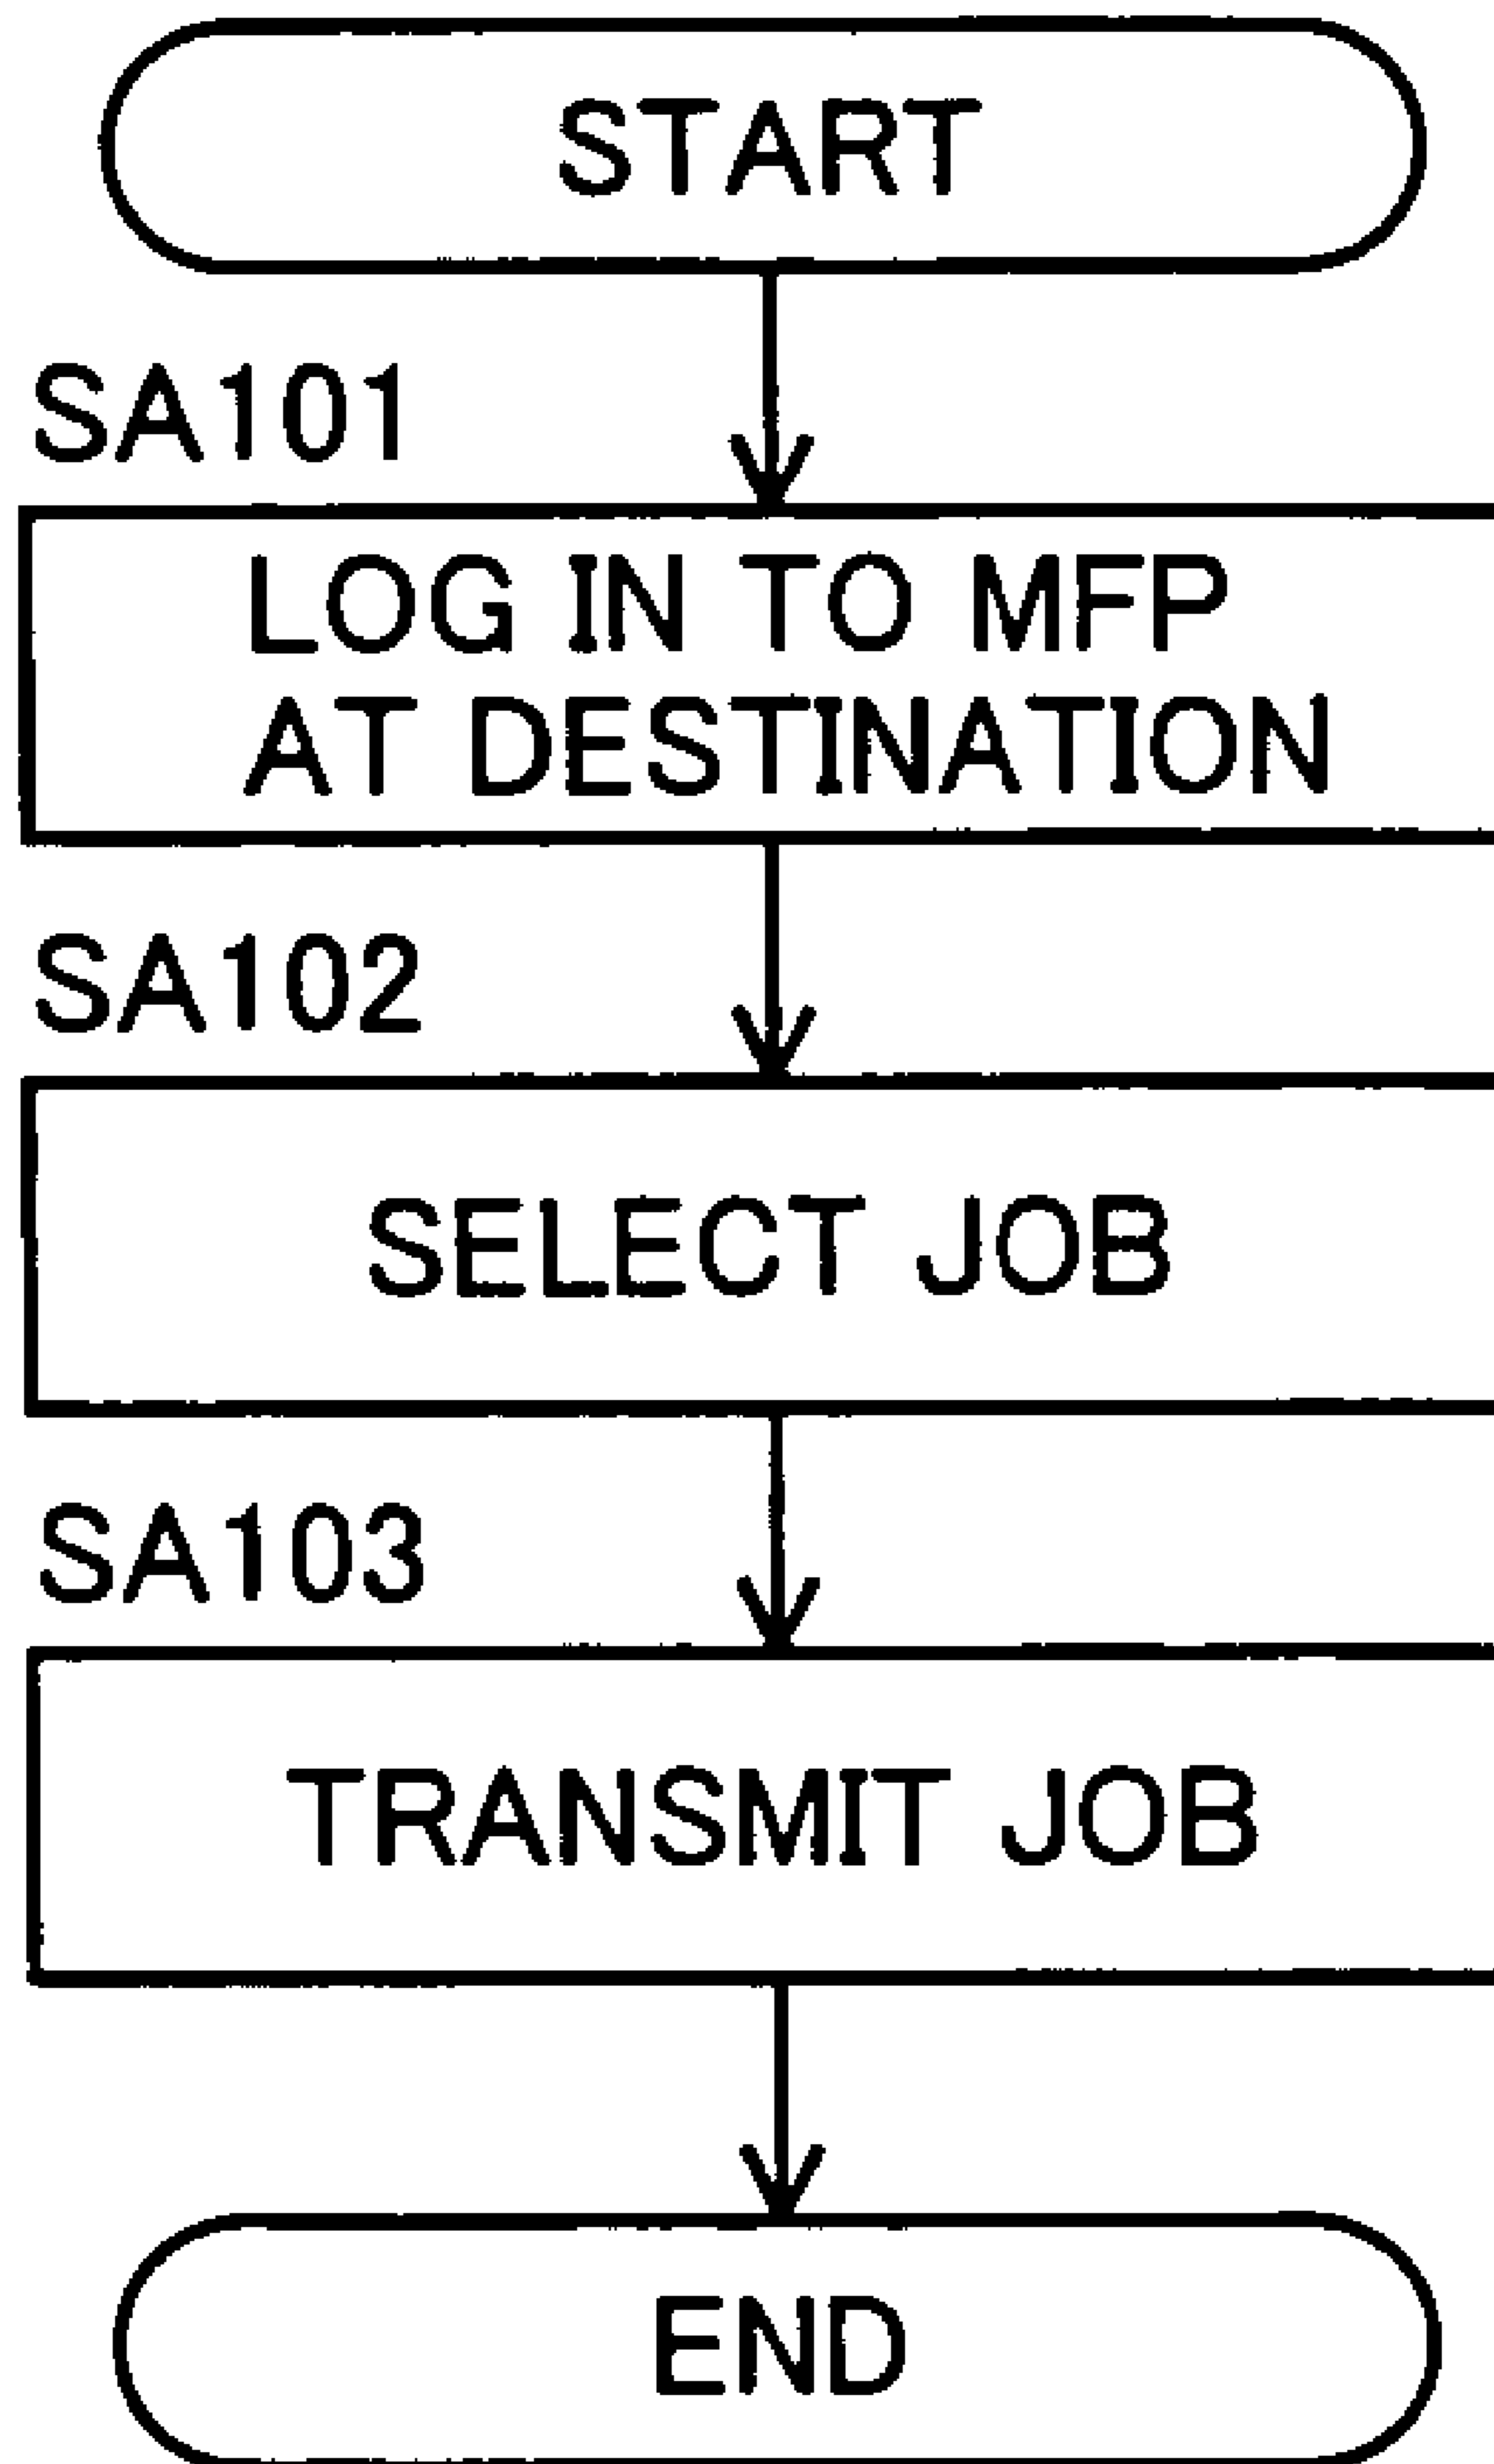 START
SA101
LOG IN TO MFP
AT DESTINATION
SA102
SELECT JOB
SA103
TRANSMIT JOB
END